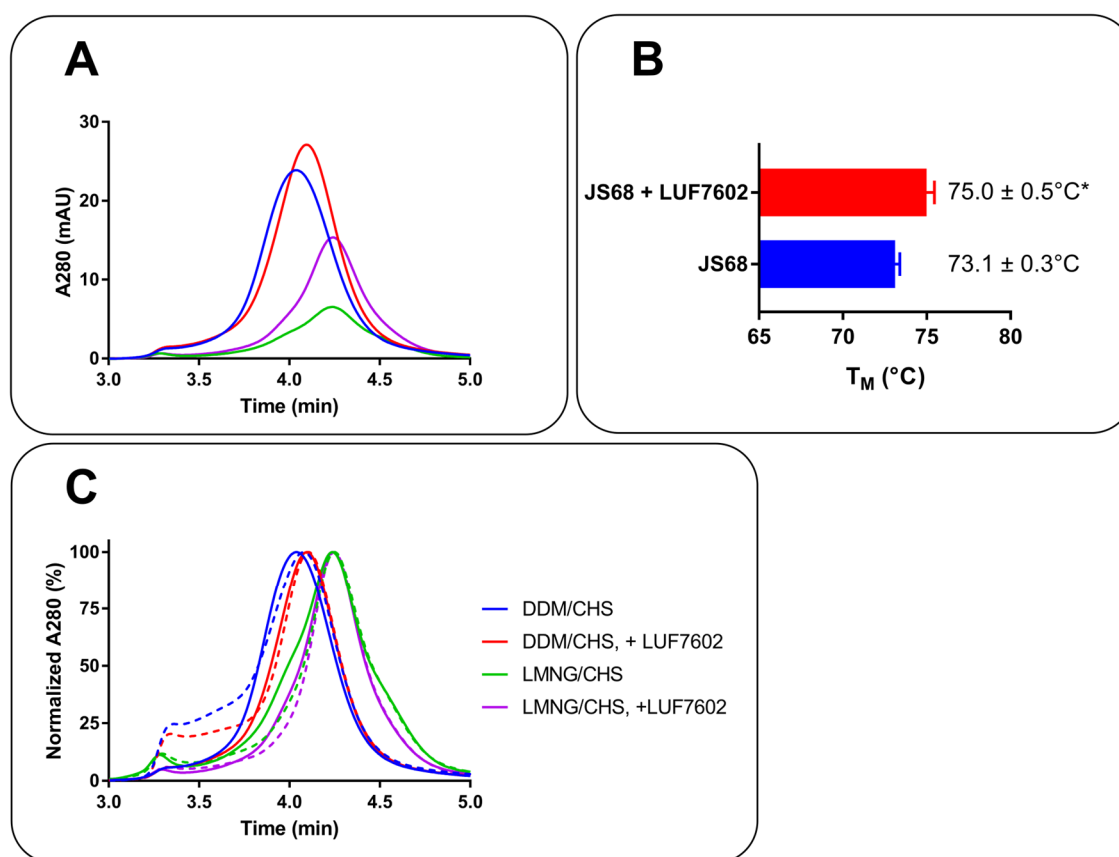 A
30
20
10
0
A280 (mAU)
3.0 3.5 4.0 4.5 5.0
Time (min)
B
JS68 + LUF7602
75.0 ± 0.5°C*
JS68
73.1 ± 0.3°C
65 70 75 80
TM (°C)
C
100
75
50
25
0
Normalized A280 (%)
3.0 3.5 4.0 4.5 5.0
Time (min)
DDM/CHS
DDM/CHS, + LUF7602
LMNG/CHS
LMNG/CHS, +LUF7602